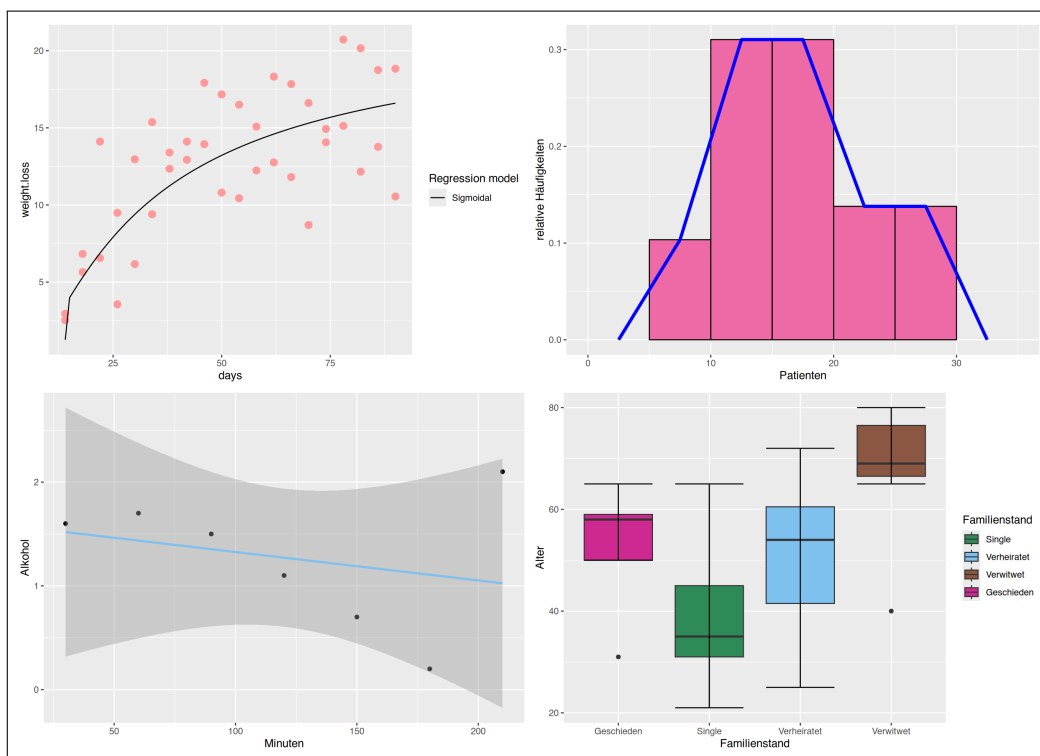 20
15
10
5
weight.loss
25
50
75
days
Regression model
Sigmoidal
0.3
0.2
0.1
0.0
relative Häufigkeiten
0
10
20
30
Patienten
2
1
0
Alkohol
50
100
150
200
Minuten
80
60
40
20
Alter
Geschieden
Single
Verheiratet
Verwitwet
Familienstand
Familienstand
Single
Verheiratet
Verwitwet
Geschieden